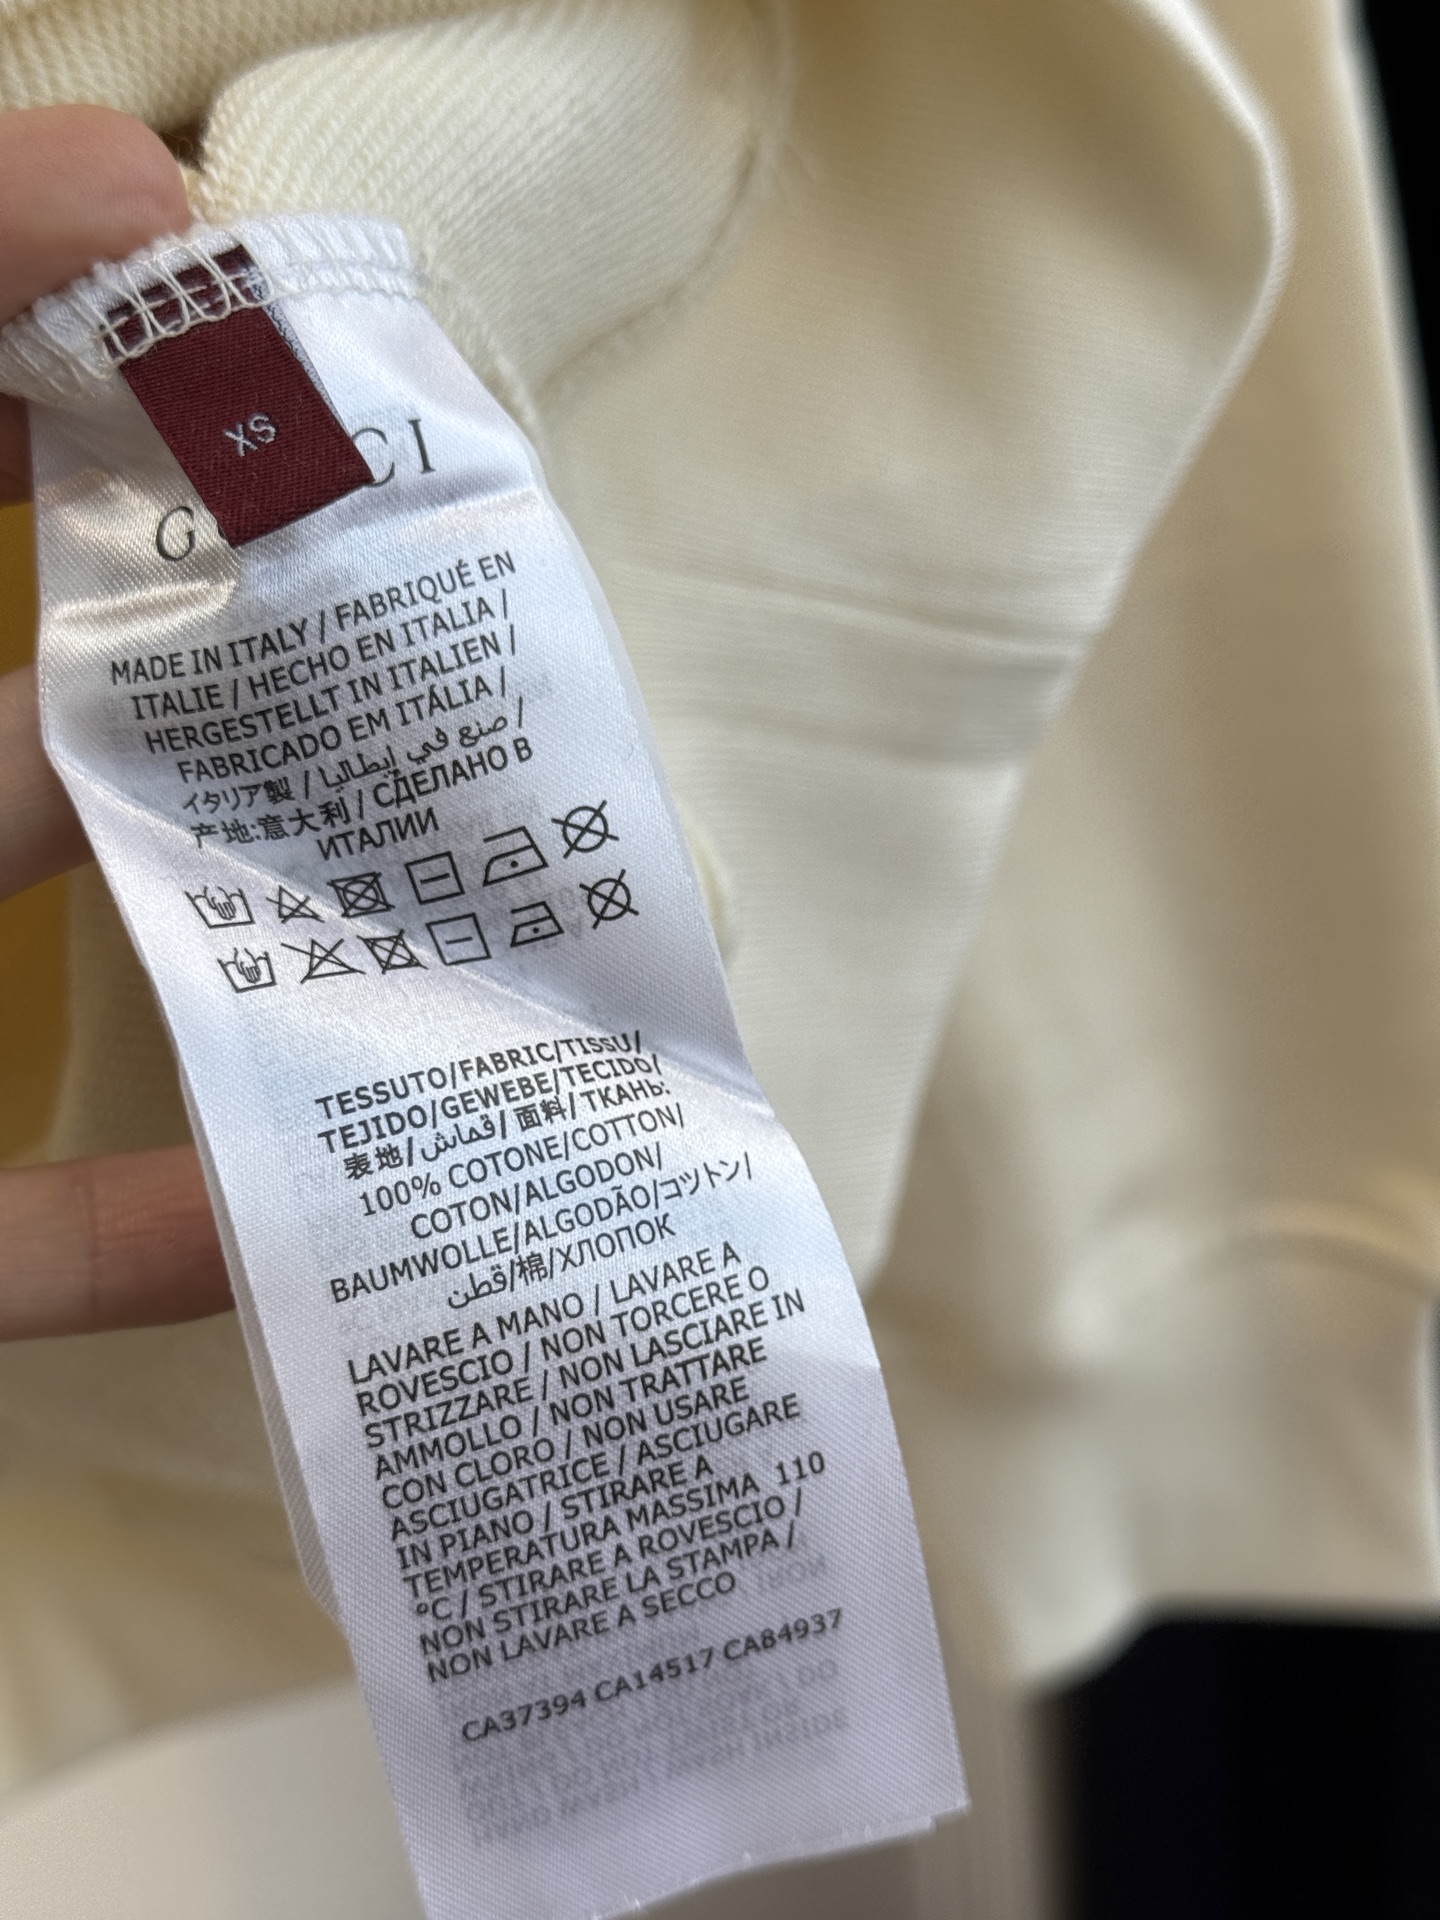 XS
MADE IN ITALY / FABRIQUÉ EN
ITALIE / HECHO EN ITALIA /
HERGESTELLT IN ITALIEN /
FABRICADO EM ITÁLIA /
イタリア製 / صنع في إيطاليا /
产地:意大利 / СДЕЛАНО В
ИТАЛИИ
TESSUTO/FABRIC/TISSU/
TEJIDO/GEWEBE/TECIDO/
表地/قماش/面料/ТКАНЬ:
100% COTONE/COTTON/
COTON/ALGODON/
BAUMWOLLE/ALGODÃO/コツトン/
قطن/棉/ХЛОПОК
LAVARE A MANO / LAVARE A
ROVESCIO / NON TORCERE O
STRIZZARE / NON LASCIARE IN
AMMOLLO / NON TRATTARE
CON CLORO / NON USARE
ASCIUGATRICE / ASCIUGARE
IN PIANO / STIRARE A
TEMPERATURA MASSIMA 110
°C / STIRARE A ROVESCIO /
NON STIRARE LA STAMPA /
NON LAVARE A SECCO
CA37394 CA14517 CA84937